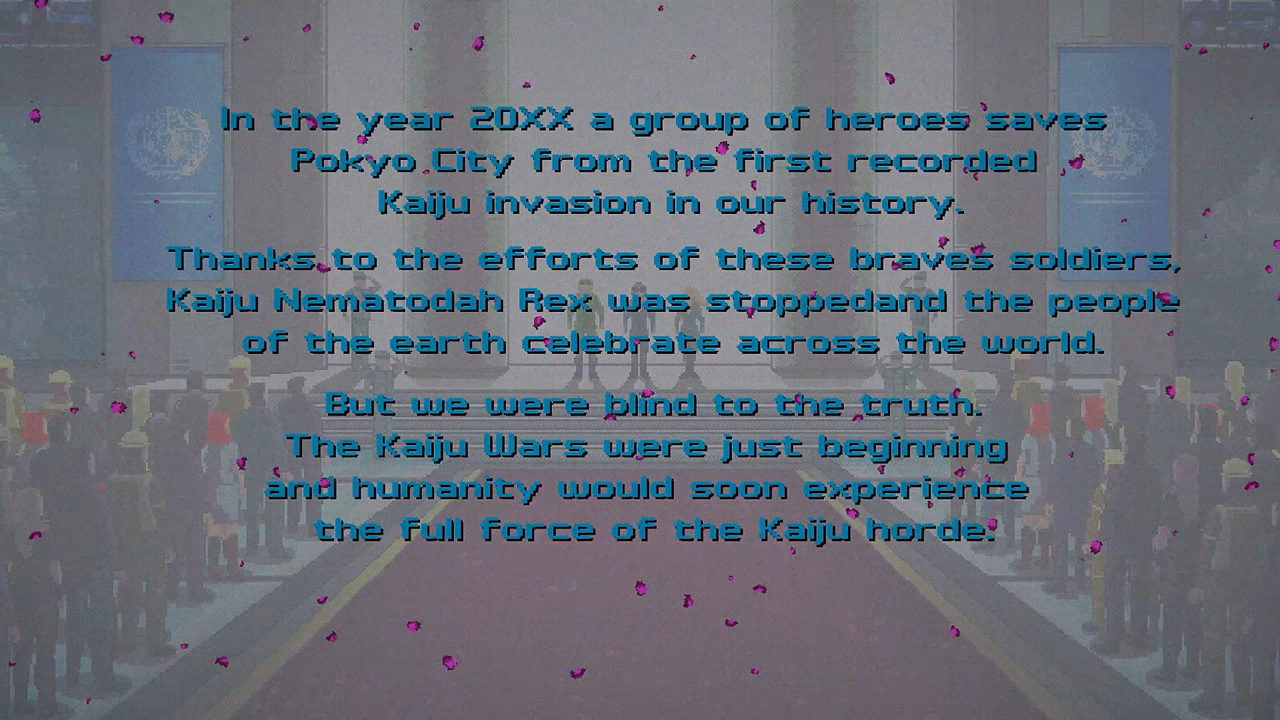 In the year 20XX a group of heroes saves
Pokyo City from the first recorded
Kaiju invasion in our history.
Thanks to the efforts of these braves soldiers,
Kaiju Nematodah Rex was stoppedand the people
of the earth celebrate across the world.
But we were blind to the truth.
The Kaiju Wars were just beginning
and humanity would soon experience
the full force of the Kaiju horde.